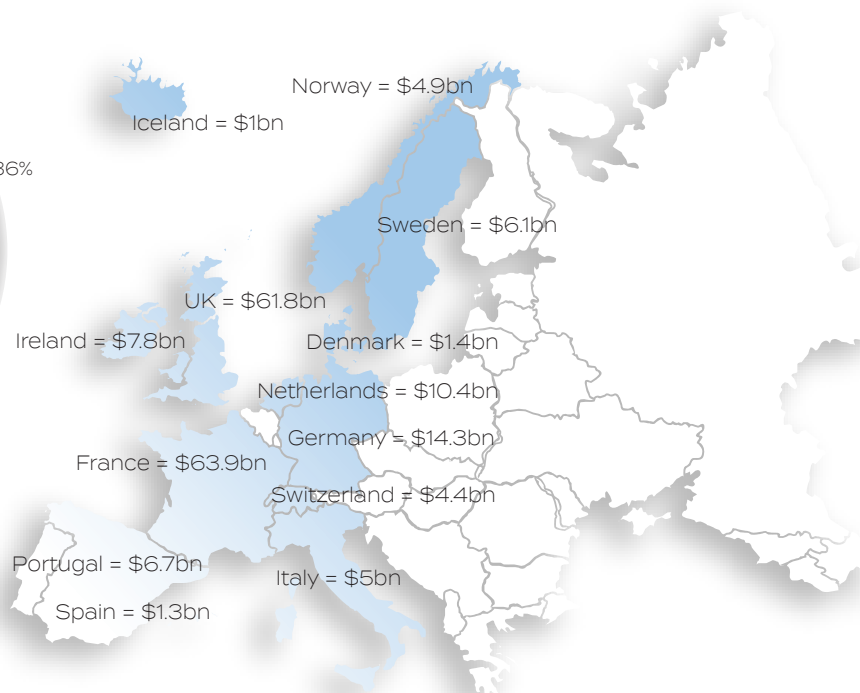 Norway = $4.9bn
Iceland = $1bn
36%
Sweden = $6.1bn
UK = $61.8bn
Ireland = $7.8bn
Denmark = $1.4bn
Netherlands = $10.4bn
Germany = $14.3bn
France = $63.9bn
Switzerland = $4.4bn
Portugal = $6.7bn
Italy = $5bn
Spain = $1.3bn